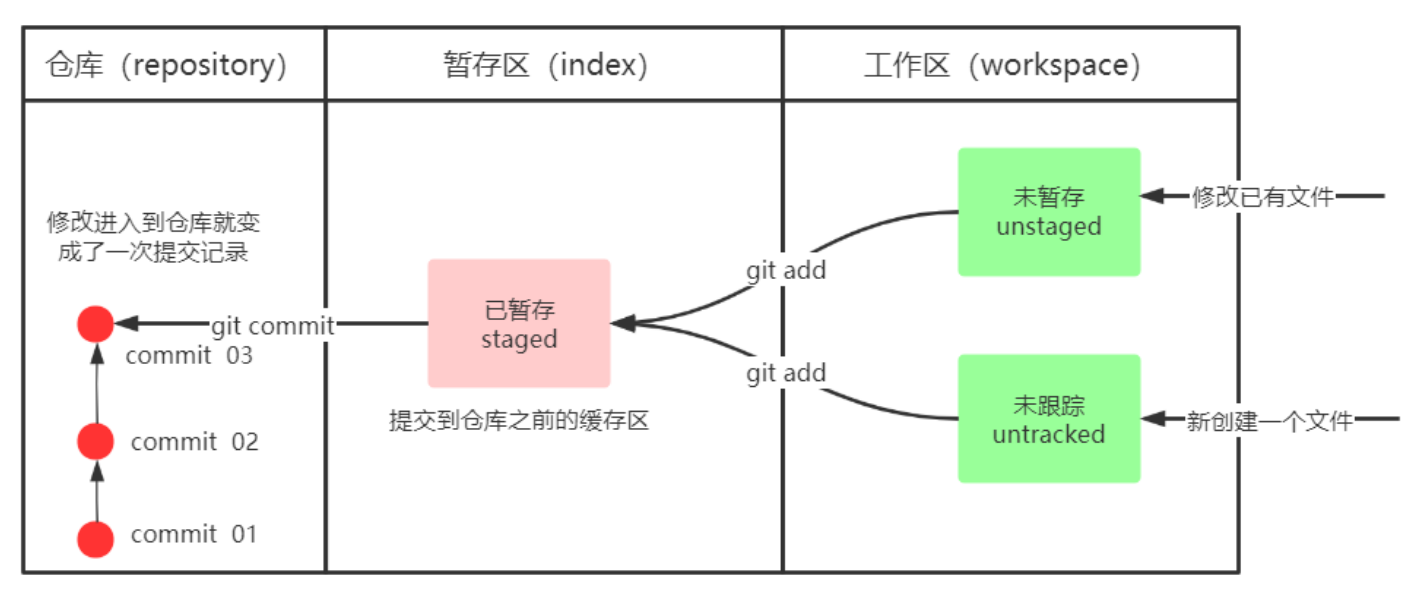 仓库（repository）
暂存区（index）
工作区（workspace）
修改进入到仓库就变
成了一次提交记录
git commit
commit 03
commit 02
commit 01
已暂存
staged
提交到仓库之前的缓存区
git add
git add
未暂存
unstaged
修改已有文件
未跟踪
untracked
新创建一个文件